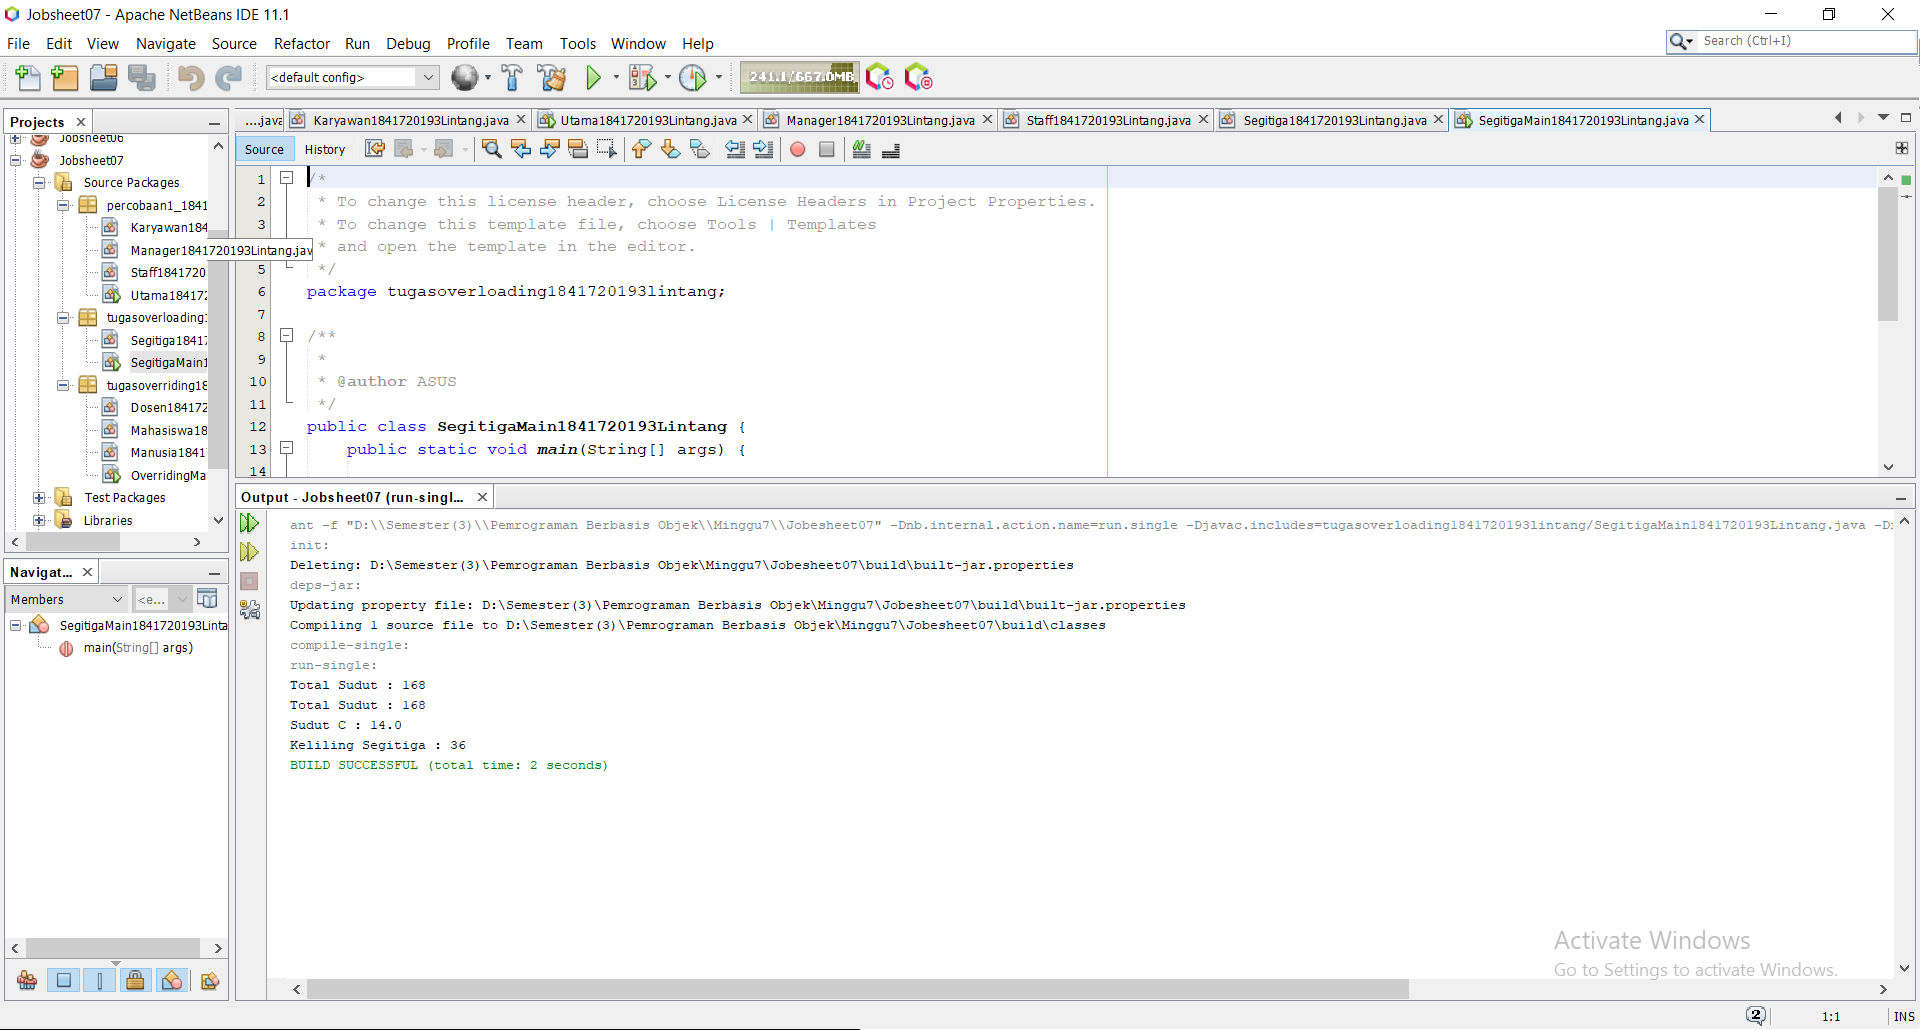 Jobsheet07 - Apache NetBeans IDE 11.1
File Edit View Navigate Source Refactor Run Debug Profile Team Tools Window Help
Search (Ctrl+I)
<default config>
241.1/667.0MB
Projects
....java
Karyawan1841720193Lintang.java
Utama1841720193Lintang.java
Manager1841720193Lintang.java
Staff1841720193Lintang.java
Segitiga1841720193Lintang.java
SegitigaMain1841720193Lintang.java
Jobsheet06
Jobsheet07
Source Packages
percobaan1_1841
Karyawan184
Manager1841720193Lintang.jav
Staff1841720
Utama184172
tugasoverloading
Segitiga1841
SegitigaMain1
tugasoverriding18
Dosen184172
Mahasiswa18
Manusia1841
OverridingMa
Test Packages
Libraries
Source History
1 /*
2 * To change this license header, choose License Headers in Project Properties.
3 * To change this template file, choose Tools | Templates
* and open the template in the editor.
5 */
6 package tugasoverloading1841720193lintang;
7
8 /**
9 *
10 * @author ASUS
11 */
12 public class SegitigaMain1841720193Lintang {
13 public static void main(String[] args) {
14
Navigat...
Members
<e...
SegitigaMain1841720193Linta
main(String[] args)
Output - Jobsheet07 (run-singl...
ant -f "D:\\Semester(3)\\Pemrograman Berbasis Objek\\Minggu7\\Jobesheet07" -Dnb.internal.action.name=run.single -Djavac.includes=tugasoverloading1841720193lintang/SegitigaMain1841720193Lintang.java
init:
Deleting: D:\Semester(3)\Pemrograman Berbasis Objek\Minggu7\Jobesheet07\build\built-jar.properties
deps-jar:
Updating property file: D:\Semester(3)\Pemrograman Berbasis Objek\Minggu7\Jobesheet07\build\built-jar.properties
Compiling 1 source file to D:\Semester(3)\Pemrograman Berbasis Objek\Minggu7\Jobesheet07\build\classes
compile-single:
run-single:
Total Sudut : 168
Total Sudut : 168
Sudut C : 14.0
Keliling Segitiga : 36
BUILD SUCCESSFUL (total time: 2 seconds)
Activate Windows
Go to Settings to activate Windows.
2
1:1
INS